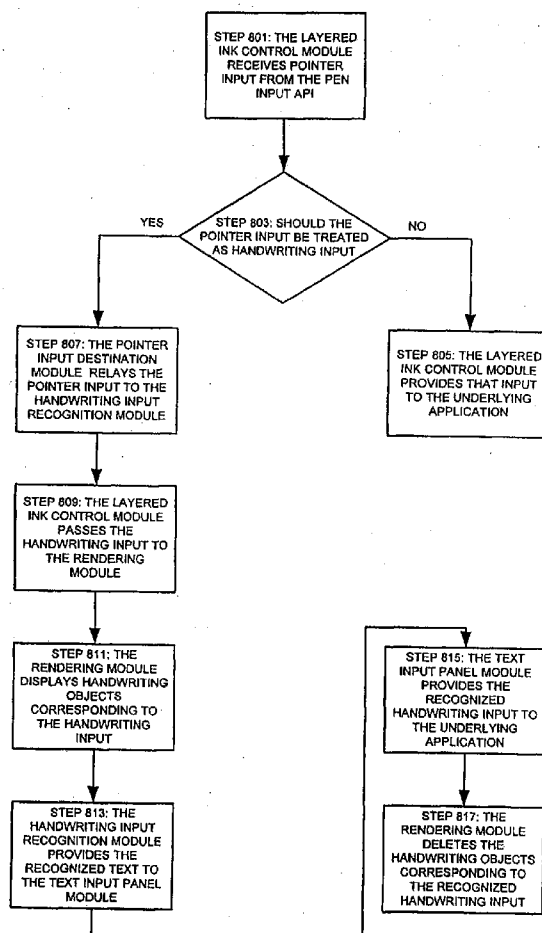 STEP 801: THE LAYERED
INK CONTROL MODULE
RECEIVES POINTER
INPUT FROM THE PEN
INPUT API
YES
STEP 803: SHOULD THE
POINTER INPUT BE TREATED
AS HANDWRITING INPUT
NO
STEP 807: THE POINTER
INPUT DESTINATION
MODULE RELAYS THE
POINTER INPUT TO THE
HANDWRITING INPUT
RECOGNITION MODULE
STEP 805: THE LAYERED
INK CONTROL MODULE
PROVIDES THAT INPUT
TO THE UNDERLYING
APPLICATION
STEP 809: THE LAYERED
INK CONTROL MODULE
PASSES THE
HANDWRITING INPUT TO
THE RENDERING
MODULE
STEP 811: THE
RENDERING MODULE
DISPLAYS HANDWRITING
OBJECTS
CORRESPONDING TO
THE HANDWRITING
INPUT
STEP 813: THE
HANDWRITING INPUT
RECOGNITION MODULE
PROVIDES THE
RECOGNIZED TEXT TO
THE TEXT INPUT PANEL
MODULE
STEP 815: THE TEXT
INPUT PANEL MODULE
PROVIDES THE
RECOGNIZED
HANDWRITING INPUT TO
THE UNDERLYING
APPLICATION
STEP 817: THE
RENDERING MODULE
DELETES THE
HANDWRITING OBJECTS
CORRESPONDING TO
THE RECOGNIZED
HANDWRITING INPUT